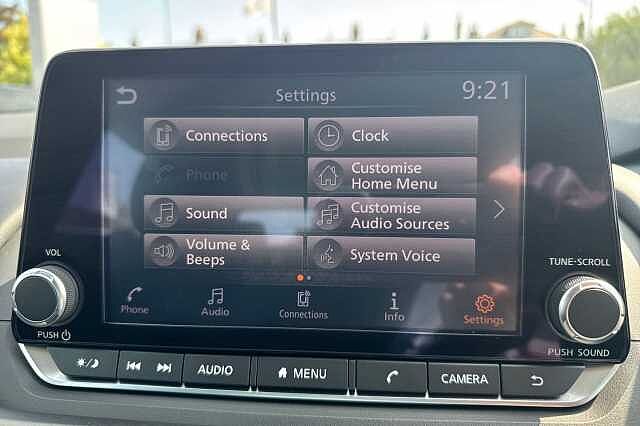 Settings
9:21
Connections
Clock
Phone
Customise
Home Menu
Sound
Customise
Audio Sources
Volume &
Beeps
System Voice
VOL
TUNE-SCROLL
Phone
Audio
Connections
Info
Settings
PUSH
PUSH SOUND
AUDIO
MENU
CAMERA